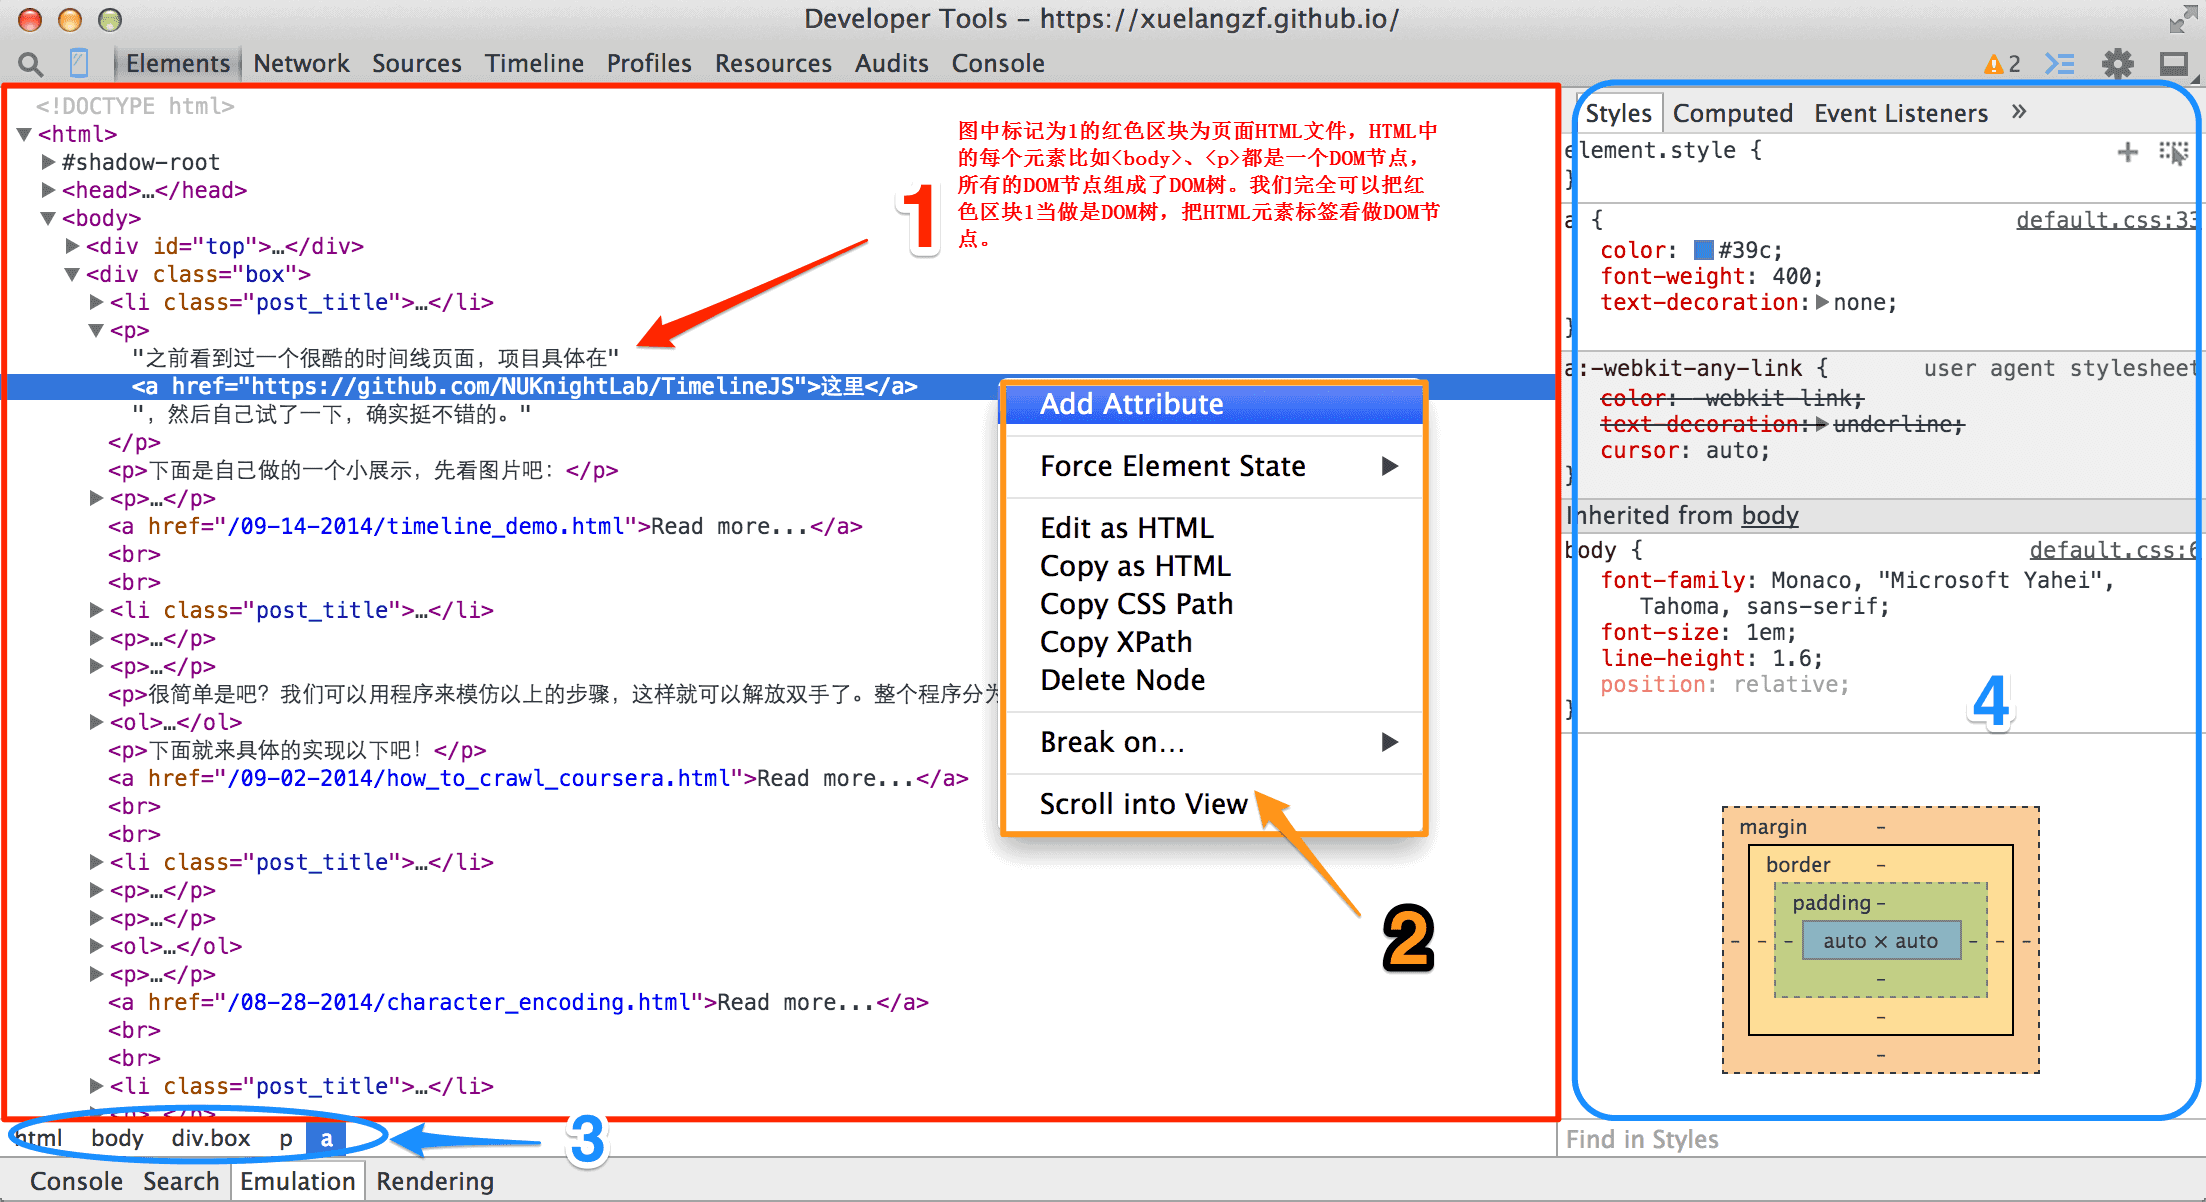 Developer Tools - https://xuelangzf.github.io/
Elements Network Sources Timeline Profiles Resources Audits Console
2
<!DOCTYPE html>
<html>
#shadow-root
<head>…</head>
<body>
<div id="top">…</div>
<div class="box">
<li class="post_title">…</li>
<p>
"之前看到过一个很酷的时间线页面，项目具体在"
<a href="https://github.com/NUKnightLab/TimelineJS">这里</a>
"，然后自己试了一下，确实挺不错的。"
</p>
<p>下面是自己做的一个小展示，先看图片吧：</p>
<p>…</p>
<a href="/09-14-2014/timeline_demo.html">Read more...</a>
<br>
<br>
<li class="post_title">…</li>
<p>…</p>
<p>…</p>
<p>很简单是吧？我们可以用程序来模仿以上的步骤，这样就可以解放双手了。整个程序分为
<ol>…</ol>
<p>下面就来具体的实现以下吧！</p>
<a href="/09-02-2014/how_to_crawl_coursera.html">Read more...</a>
<br>
<br>
<li class="post_title">…</li>
<p>…</p>
<p>…</p>
<ol>…</ol>
<p>…</p>
<a href="/08-28-2014/character_encoding.html">Read more...</a>
<br>
<br>
<li class="post_title">…</li>
1
图中标记为1的红色区块为页面HTML文件，HTML中
的每个元素比如<body>、<p>都是一个DOM节点，
所有的DOM节点组成了DOM树。我们完全可以把红
色区块1当做是DOM树，把HTML元素标签看做DOM节
点。
Add Attribute
Force Element State
Edit as HTML
Copy as HTML
Copy CSS Path
Copy XPath
Delete Node
Break on…
Scroll into View
2
Styles Computed Event Listeners »
element.style {
}
a { default.css:33
color: #39c;
font-weight: 400;
text-decoration: none;
}
a:-webkit-any-link { user agent stylesheet
color: -webkit-link;
text-decoration: underline;
cursor: auto;
}
Inherited from body
body { default.css:6
font-family: Monaco, "Microsoft Yahei",
Tahoma, sans-serif;
font-size: 1em;
line-height: 1.6;
position: relative;
}
4
margin -
border -
padding -
- - - auto × auto - - -
-
-
-
html body div.box p a
3
Find in Styles
Console Search Emulation Rendering